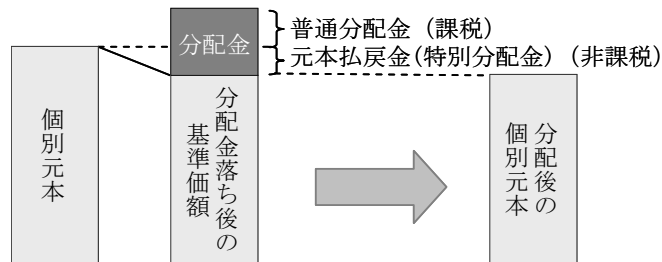 分配金
普通分配金（課税）
元本払戻金(特別分配金)（非課税）
個別元本
分配金落ち後の
基準価額
分配後の
個別元本